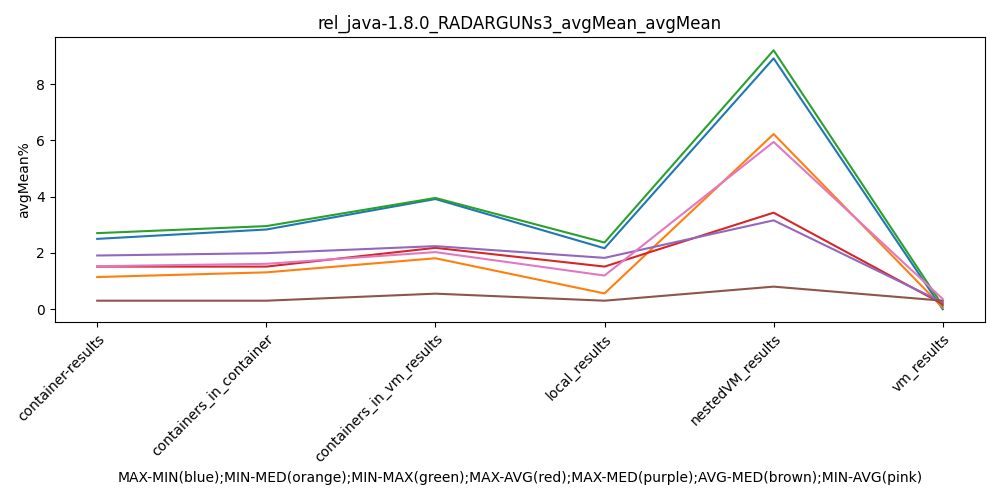 rel_java-1.8.0_RADARGUNs3_avgMean_avgMean
avgMean%
8
6
4
2
0
container-results
containers_in_container
containers_in_vm_results
local_results
nestedVM_results
vm_results
MAX-MIN(blue);MIN-MED(orange);MIN-MAX(green);MAX-AVG(red);MAX-MED(purple);AVG-MED(brown);MIN-AVG(pink)